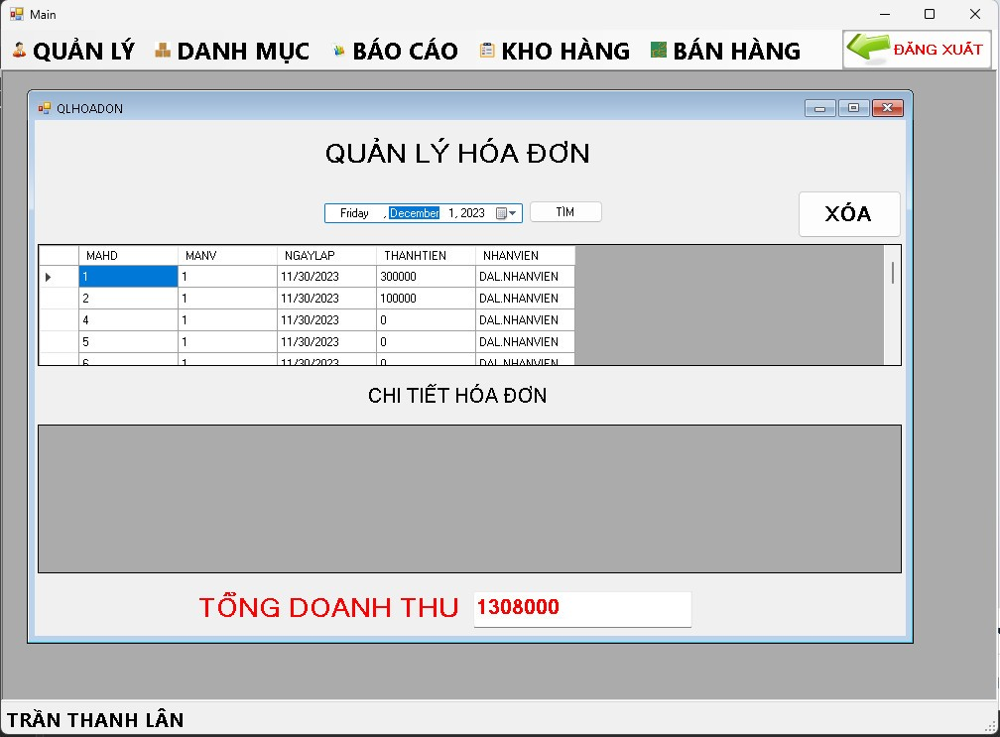 Main
QUẢN LÝ DANH MỤC BÁO CÁO KHO HÀNG BÁN HÀNG ĐĂNG XUẤT
QLHOADON
QUẢN LÝ HÓA ĐƠN
Friday , December 1, 2023 TÌM XÓA
MAHD MANV NGAYLAP THANHTIEN NHANVIEN
1 1 11/30/2023 300000 DAL.NHANVIEN
2 1 11/30/2023 100000 DAL.NHANVIEN
4 1 11/30/2023 0 DAL.NHANVIEN
5 1 11/30/2023 0 DAL.NHANVIEN
6 1 11/30/2023 0 DAL.NHANVIEN
CHI TIẾT HÓA ĐƠN
TỔNG DOANH THU 1308000
TRẦN THANH LÂN